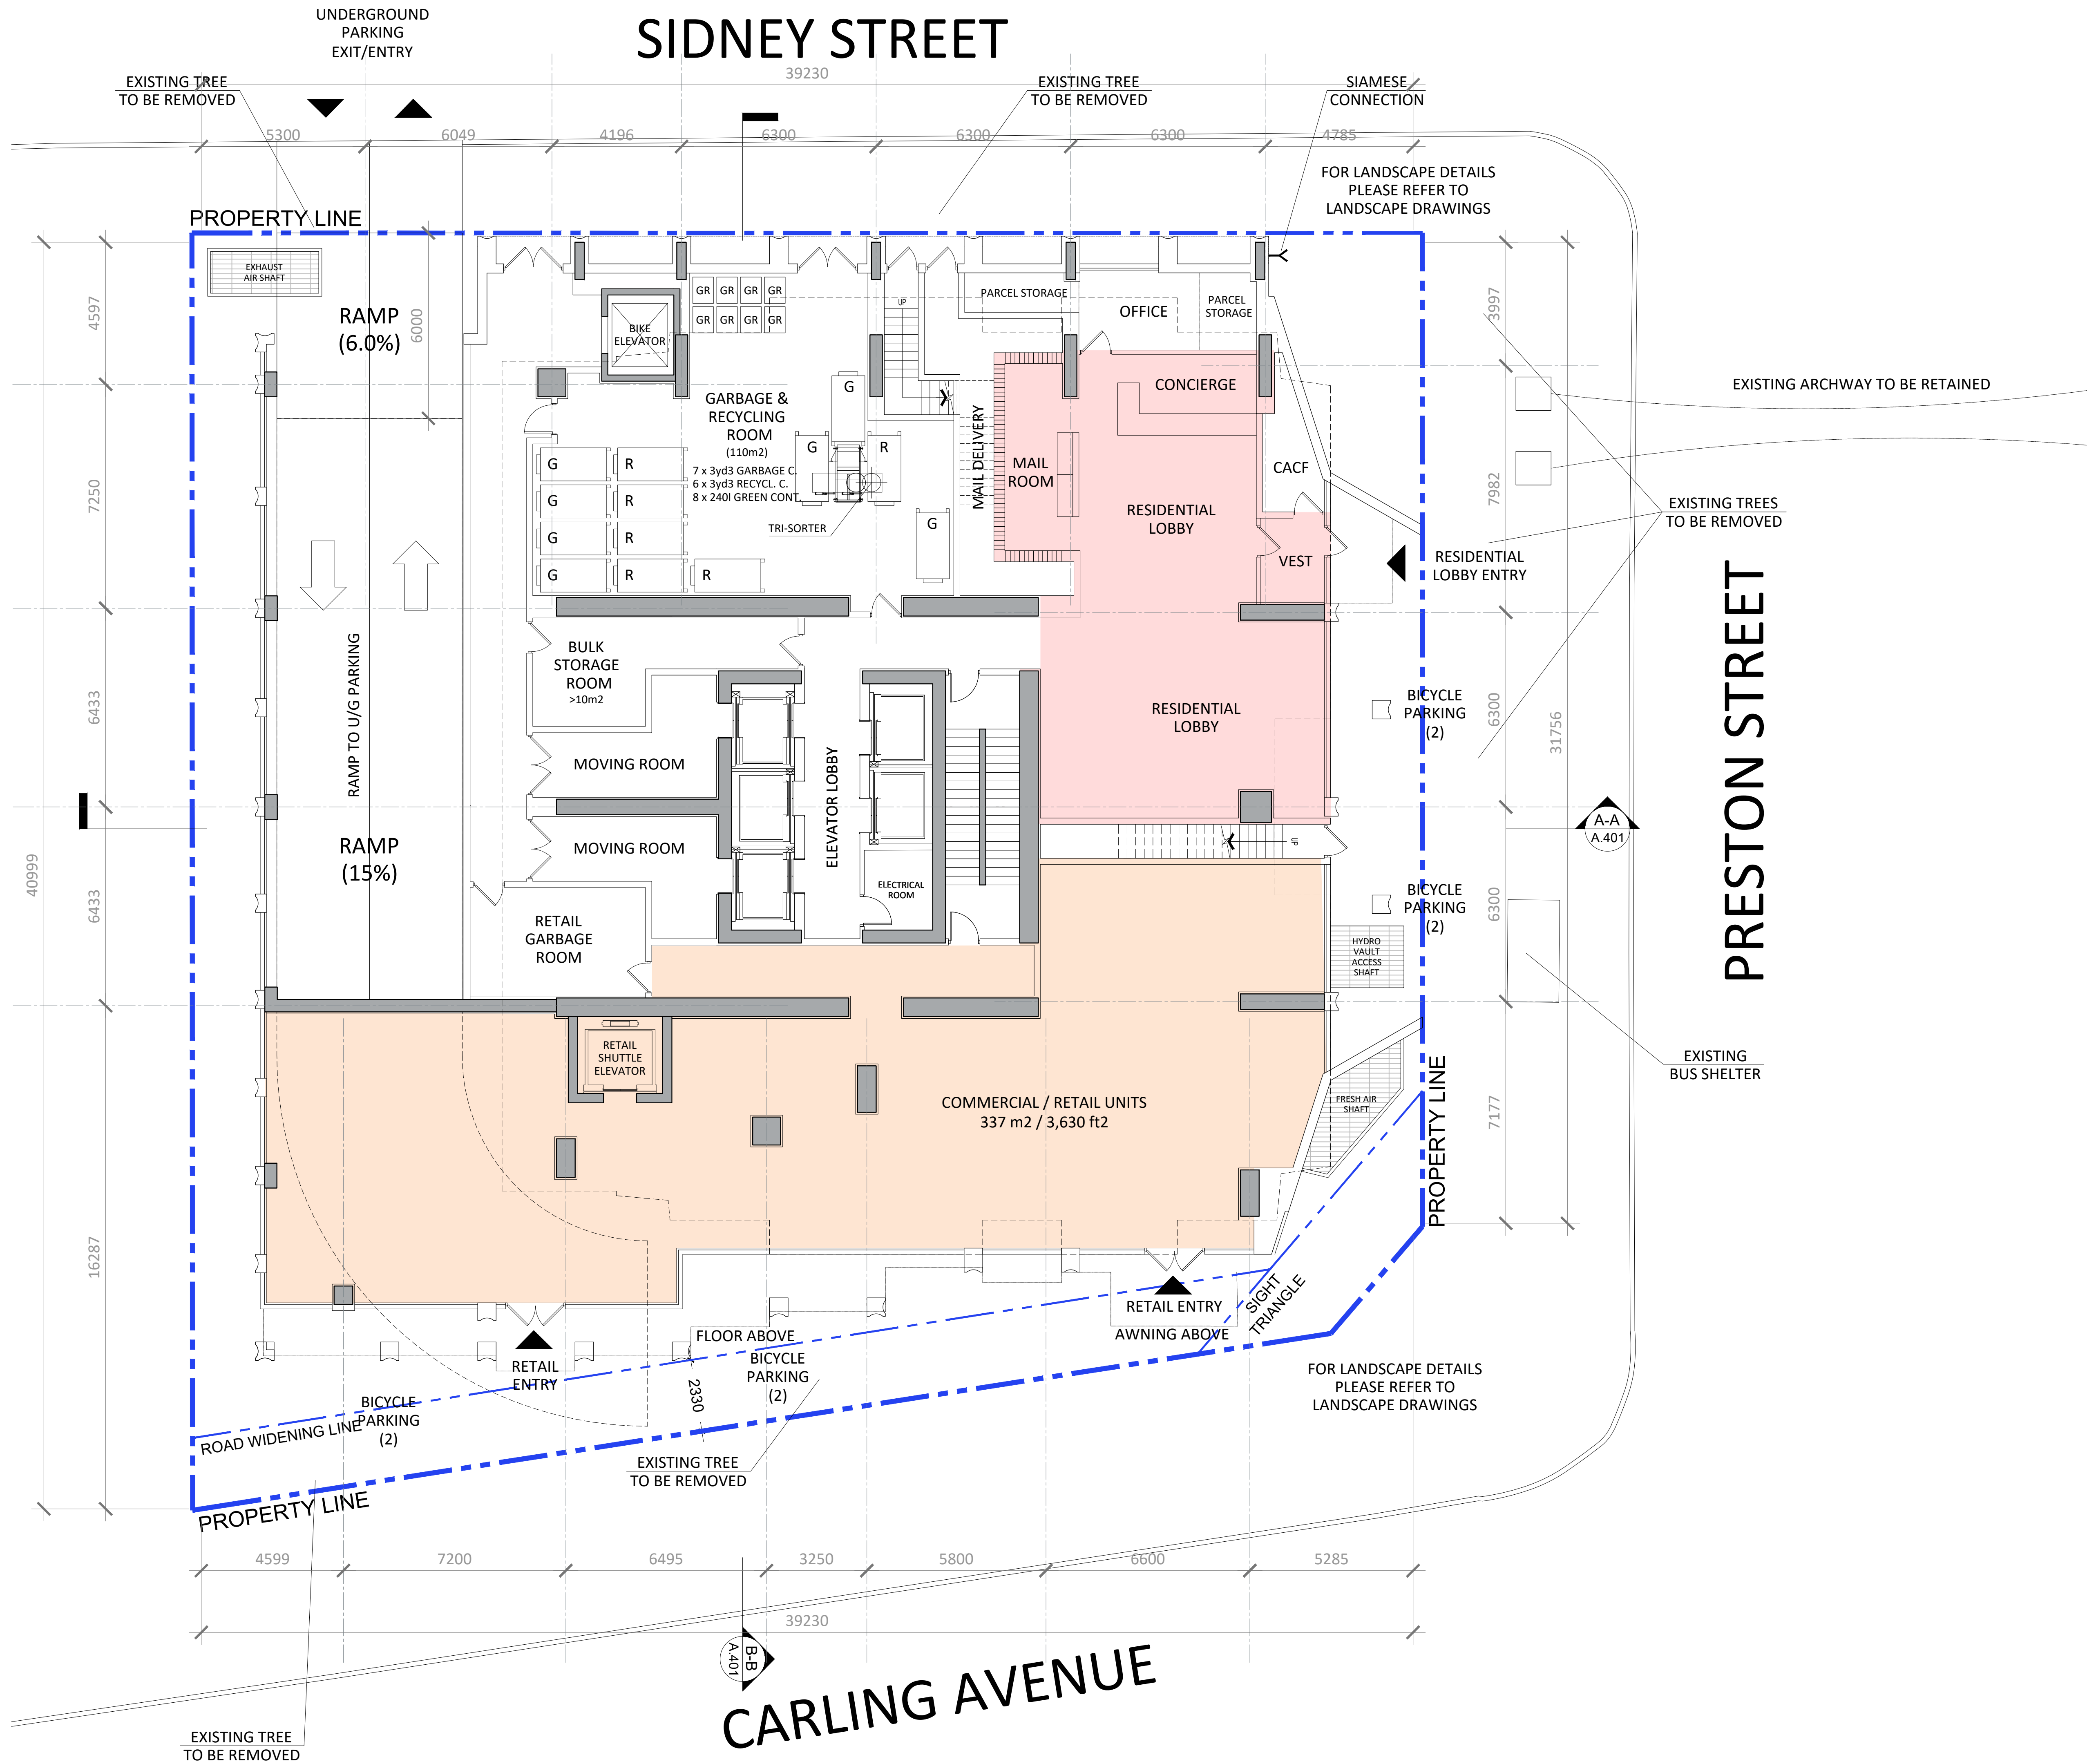 UNDERGROUND
PARKING
EXIT/ENTRY
SIDNEY STREET
39230
EXISTING TREE
TO BE REMOVED
EXISTING TREE
TO BE REMOVED
SIAMESE
CONNECTION
5300
6049
4196
6300
6300
6300
4785
FOR LANDSCAPE DETAILS
PLEASE REFER TO
LANDSCAPE DRAWINGS
PROPERTY LINE
EXHAUST
AIR SHAFT
RAMP
(6.0%)
6000
4597
GR GR GR GR
GR GR GR GR
BIKE
ELEVATOR
UP
PARCEL STORAGE
OFFICE
PARCEL
STORAGE
3997
CONCIERGE
EXISTING ARCHWAY TO BE RETAINED
GARBAGE &
RECYCLING
ROOM
(110m2)
7 x 3yd3 GARBAGE C.
6 x 3yd3 RECYCL. C.
8 x 240l GREEN CONT.
G
G
R
G
TRI-SORTER
G R
G R
G R
G R R
MAIL DELIVERY
MAIL
ROOM
RESIDENTIAL
LOBBY
CACF
VEST
7250
7982
EXISTING TREES
TO BE REMOVED
RESIDENTIAL
LOBBY ENTRY
PRESTON STREET
RAMP TO U/G PARKING
BULK
STORAGE
ROOM
>10m2
MOVING ROOM
MOVING ROOM
ELEVATOR LOBBY
ELECTRICAL
ROOM
RESIDENTIAL
LOBBY
BICYCLE
PARKING
(2)
6433
6300
31756
A-A
A.401
UP
RAMP
(15%)
40999
6433
RETAIL
GARBAGE
ROOM
BICYCLE
PARKING
(2)
6300
HYDRO
VAULT
ACCESS
SHAFT
RETAIL
SHUTTLE
ELEVATOR
COMMERCIAL / RETAIL UNITS
337 m2 / 3,630 ft2
FRESH AIR
SHAFT
7177
PROPERTY LINE
EXISTING
BUS SHELTER
16287
SIGHT
TRIANGLE
RETAIL ENTRY
AWNING ABOVE
FLOOR ABOVE
RETAIL
ENTRY
BICYCLE
PARKING
(2)
2330
BICYCLE
PARKING
(2)
ROAD WIDENING LINE
FOR LANDSCAPE DETAILS
PLEASE REFER TO
LANDSCAPE DRAWINGS
EXISTING TREE
TO BE REMOVED
PROPERTY LINE
4599
7200
6495
3250
5800
6600
5285
39230
B-B
A.401
CARLING AVENUE
EXISTING TREE
TO BE REMOVED